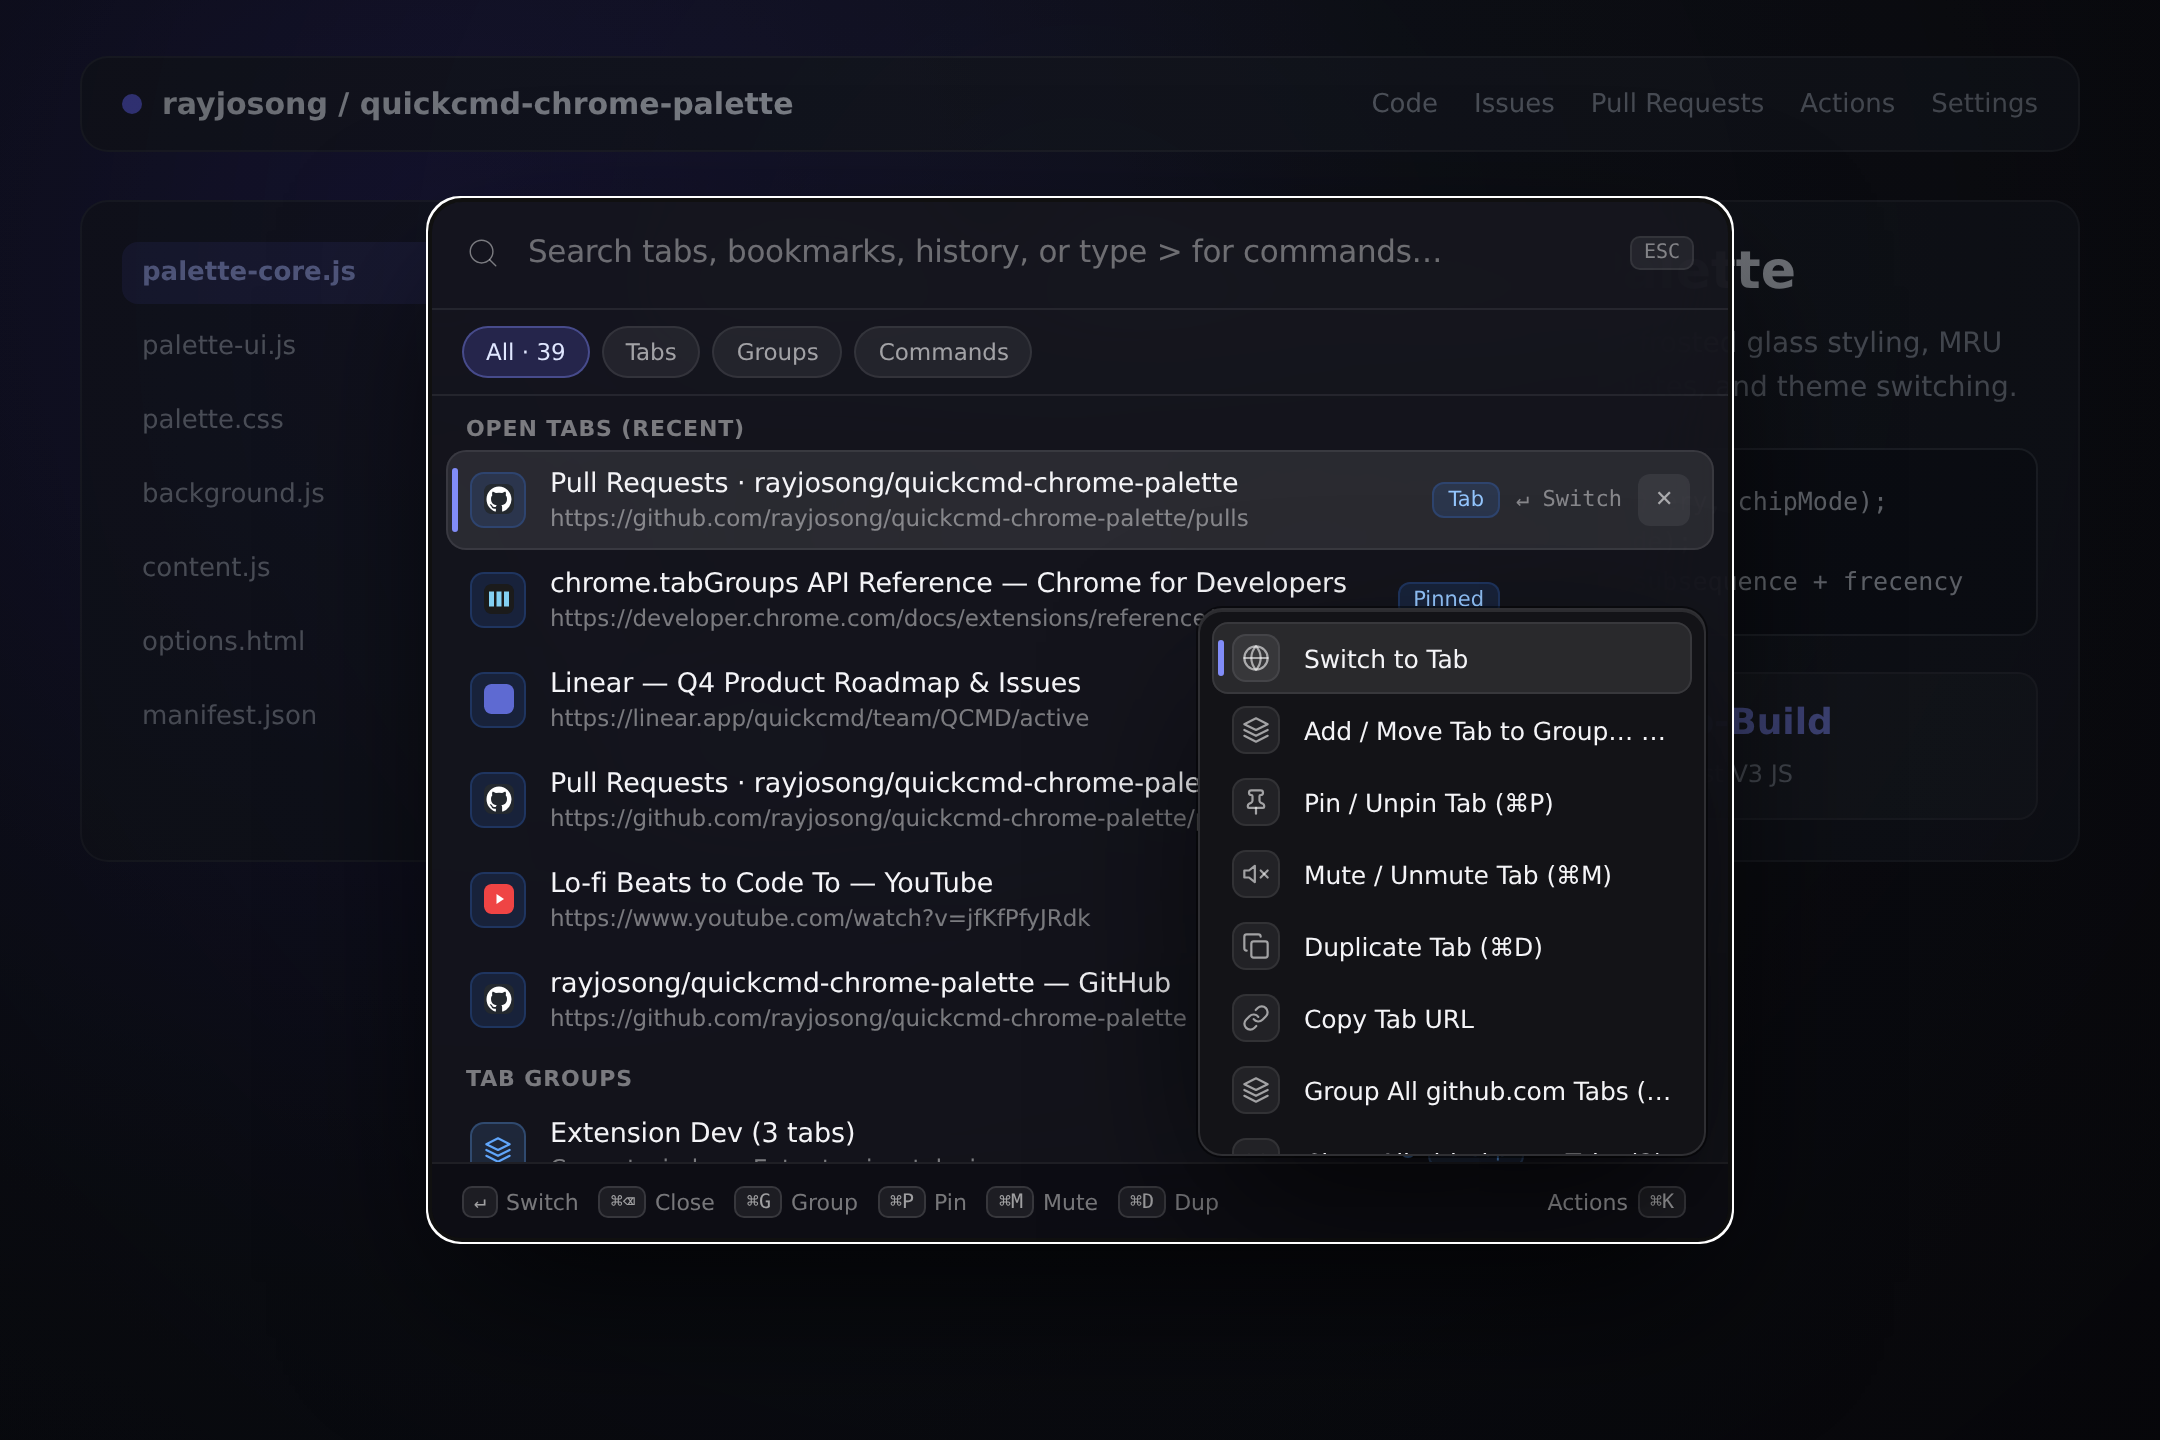 rayjosong / quickcmd-chrome-palette
Code Issues Pull Requests Actions Settings
palette-core.js
palette-ui.js
palette.css
background.js
content.js
options.html
manifest.json
Search tabs, bookmarks, history, or type > for commands...
ESC
All · 39
Tabs
Groups
Commands
OPEN TABS (RECENT)
Pull Requests · rayjosong/quickcmd-chrome-palette
https://github.com/rayjosong/quickcmd-chrome-palette/pulls
Tab ↵ Switch ✕
chrome.tabGroups API Reference — Chrome for Developers
https://developer.chrome.com/docs/extensions/reference
Pinned
Linear — Q4 Product Roadmap & Issues
https://linear.app/quickcmd/team/QCMD/active
Pull Requests · rayjosong/quickcmd-chrome-pale
https://github.com/rayjosong/quickcmd-chrome-palette/
Lo-fi Beats to Code To — YouTube
https://www.youtube.com/watch?v=jfKfPfyJRdk
rayjosong/quickcmd-chrome-palette — GitHub
https://github.com/rayjosong/quickcmd-chrome-palette
TAB GROUPS
Extension Dev (3 tabs)
Switch to Tab
Add / Move Tab to Group... ...
Pin / Unpin Tab (⌘P)
Mute / Unmute Tab (⌘M)
Duplicate Tab (⌘D)
Copy Tab URL
Group All github.com Tabs (...
↵ Switch ⌘⌫ Close ⌘G Group ⌘P Pin ⌘M Mute ⌘D Dup
Actions ⌘K
ette
glass styling, MRU
and theme switching.
chipMode);
sequence + frecency
Build
V3 JS